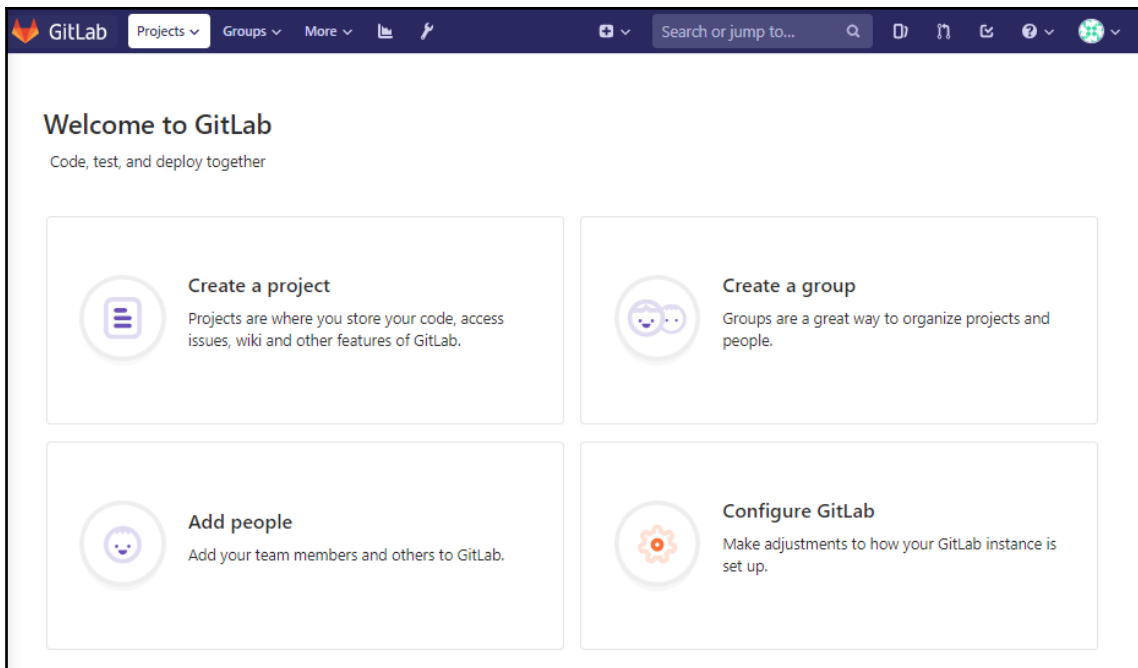 GitLab Projects Groups More Search or jump to...
Welcome to GitLab
Code, test, and deploy together
Create a project
Projects are where you store your code, access
issues, wiki and other features of GitLab.
Create a group
Groups are a great way to organize projects and
people.
Add people
Add your team members and others to GitLab.
Configure GitLab
Make adjustments to how your GitLab instance is
set up.